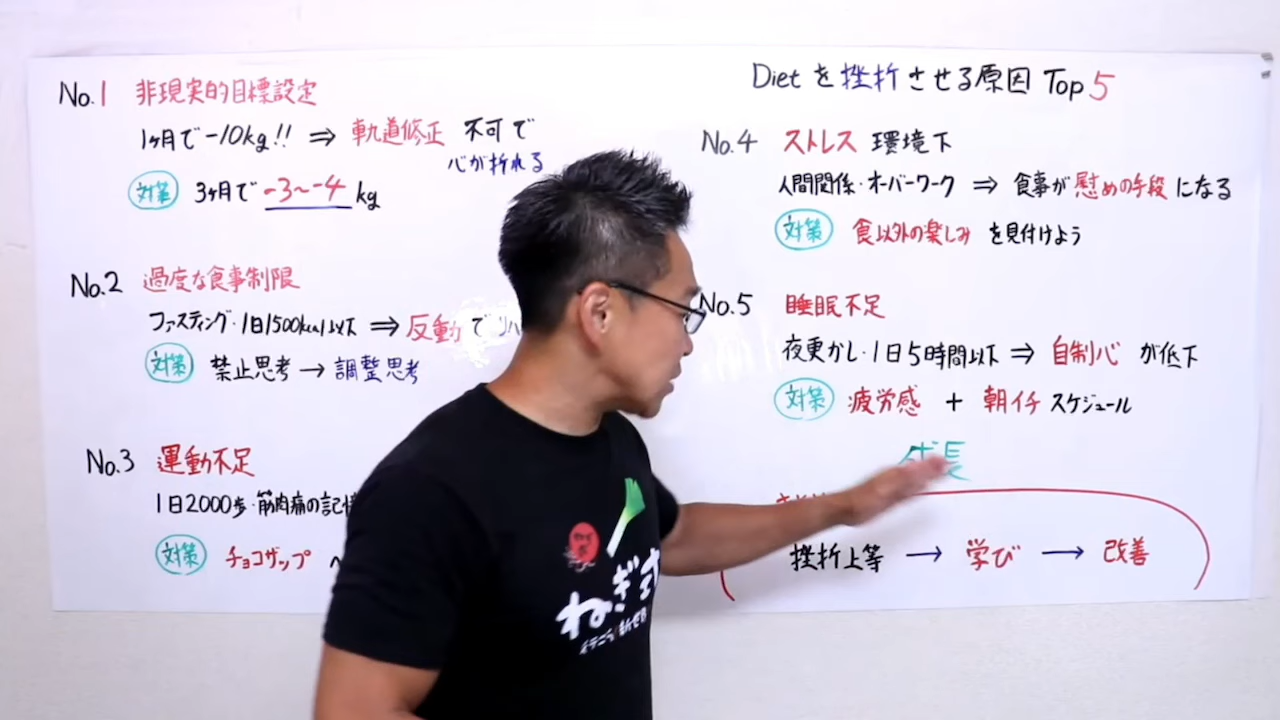 Dietを挫折させる原因Top5
No.1 非現実的目標設定
1ヶ月で-10kg!! ⇒ 軌道修正 不可で
心が折れる
対策 3ヶ月で -3〜-4 kg
No.2 過度な食事制限
ファスティング・1日1500kcal以下 ⇒ 反動で
対策 禁止思考→調整思考
No.3 運動不足
1日2000歩・筋肉痛の記
対策 チョコザップ へ
No.4 ストレス 環境下
人間関係・オーバーワーク ⇒ 食事が慰めの手段になる
対策 食以外の楽しみ を見付けよう
No.5 睡眠不足
夜更かし・1日5時間以下 ⇒ 自制心 が低下
対策 疲労感 + 朝イチ スケジュール
成長
挫折上等 → 学び → 改善
ねぎ式